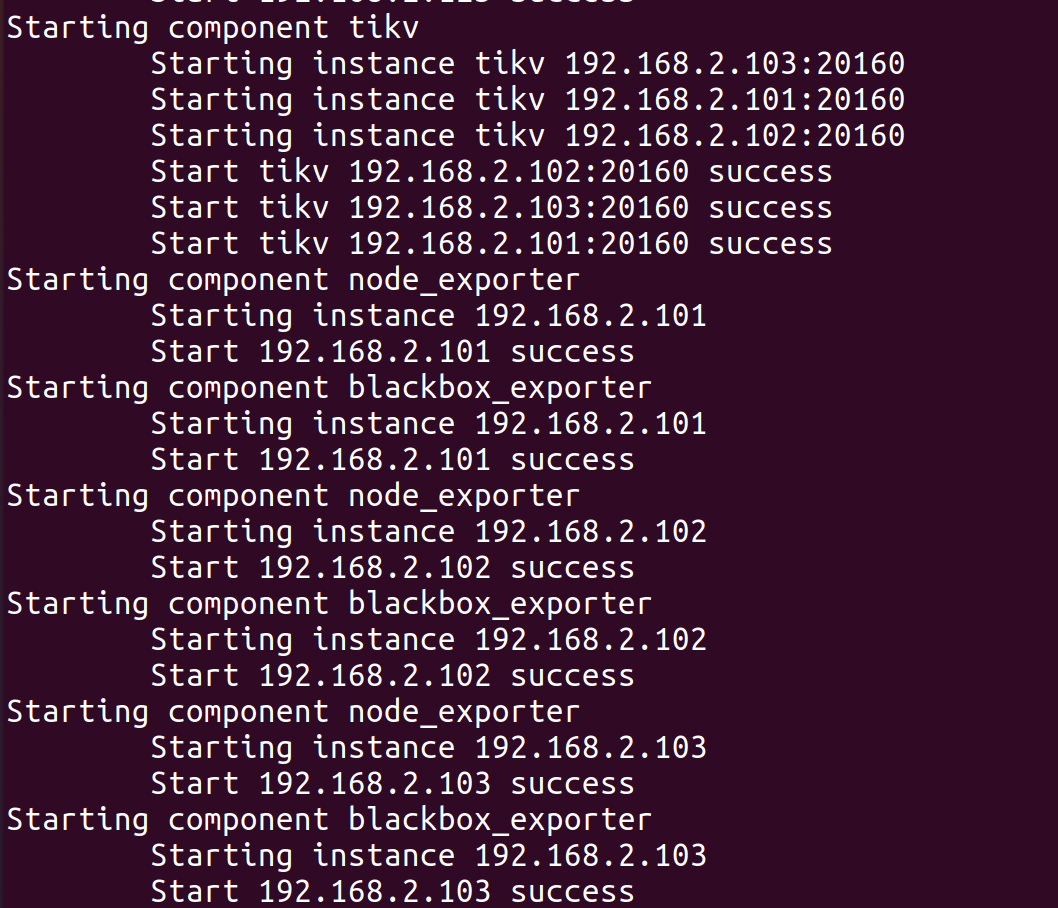 Starting component tikv
Starting instance tikv 192.168.2.103:20160
Starting instance tikv 192.168.2.101:20160
Starting instance tikv 192.168.2.102:20160
Start tikv 192.168.2.102:20160 success
Start tikv 192.168.2.103:20160 success
Start tikv 192.168.2.101:20160 success
Starting component node_exporter
Starting instance 192.168.2.101
Start 192.168.2.101 success
Starting component blackbox_exporter
Starting instance 192.168.2.101
Start 192.168.2.101 success
Starting component node_exporter
Starting instance 192.168.2.102
Start 192.168.2.102 success
Starting component blackbox_exporter
Starting instance 192.168.2.102
Start 192.168.2.102 success
Starting component node_exporter
Starting instance 192.168.2.103
Start 192.168.2.103 success
Starting component blackbox_exporter
Starting instance 192.168.2.103
Start 192.168.2.103 success